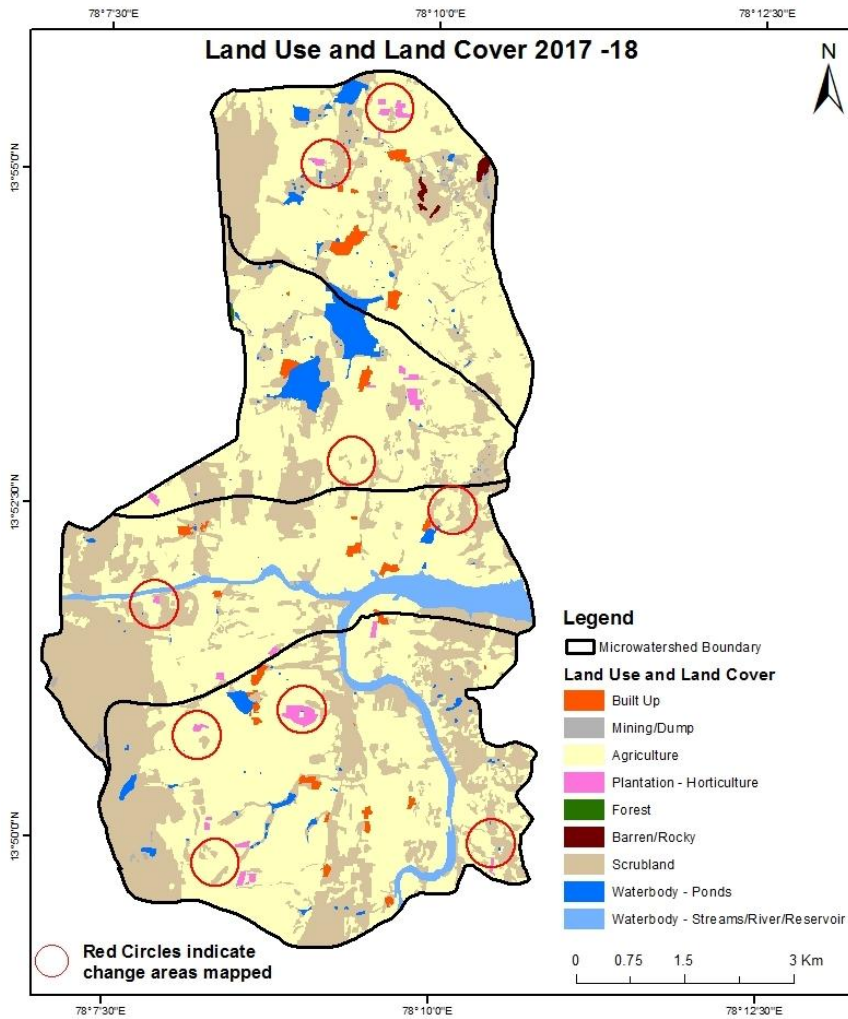 78°7'30"E
78°10'0"E
78°12'30"E
Land Use and Land Cover 2017 -18
N
13°55'0"N
13°52'30"N
13°50'0"N
Legend
Microwatershed Boundary
Land Use and Land Cover
Built Up
Mining/Dump
Agriculture
Plantation - Horticulture
Forest
Barren/Rocky
Scrubland
Waterbody - Ponds
Waterbody - Streams/River/Reservoir
Red Circles indicate
change areas mapped
0 0.75 1.5 3 Km
78°7'30"E
78°10'0"E
78°12'30"E